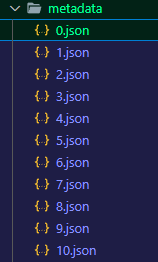 metadata
{..} 0.json
{..} 1.json
{..} 2.json
{..} 3.json
{..} 4.json
{..} 5.json
{..} 6.json
{..} 7.json
{..} 8.json
{..} 9.json
{..} 10.json